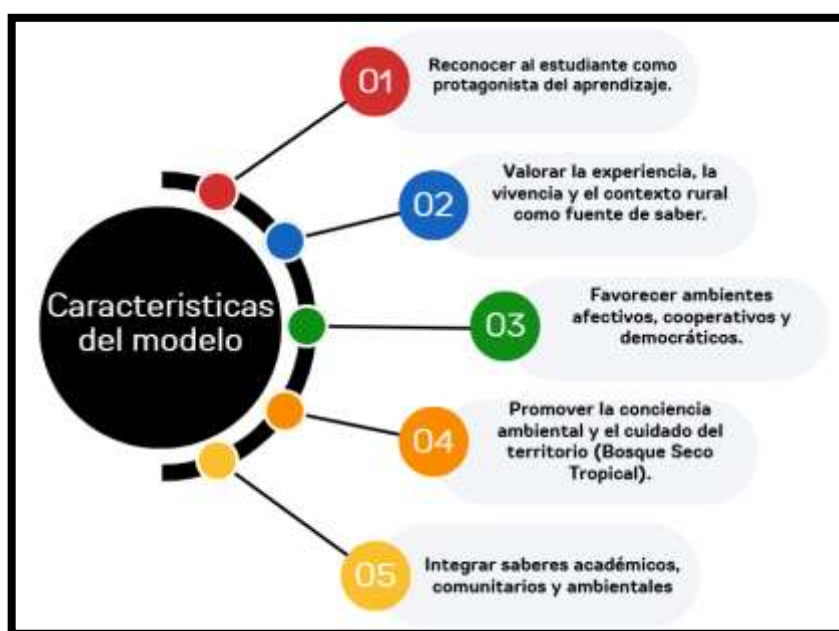 01
Reconocer al estudiante como
protagonista del aprendizaje.
02
Valorar la experiencia, la
vivencia y el contexto rural
como fuente de saber.
Características
del modelo
03
Favorecer ambientes
afectivos, cooperativos y
democráticos.
04
Promover la conciencia
ambiental y el cuidado del
territorio (Bosque Seco
Tropical).
05
Integrar saberes académicos,
comunitarios y ambientales